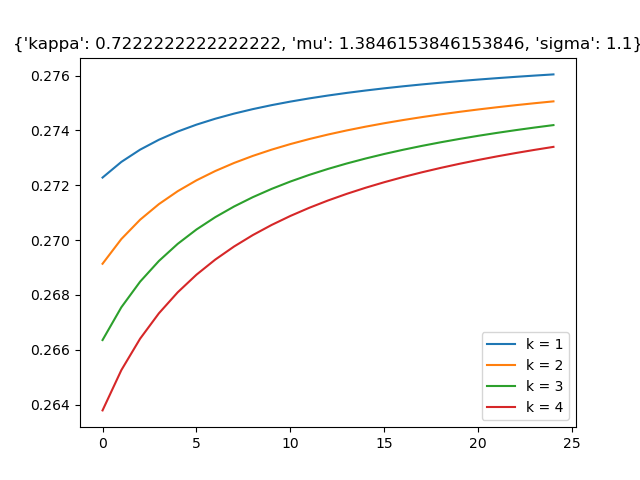 {'kappa': 0.7222222222222222, 'mu': 1.3846153846153846, 'sigma': 1.1}
0.276
0.274
0.272
0.270
0.268
0.266
0.264
k = 1
k = 2
k = 3
k = 4
0
5
10
15
20
25